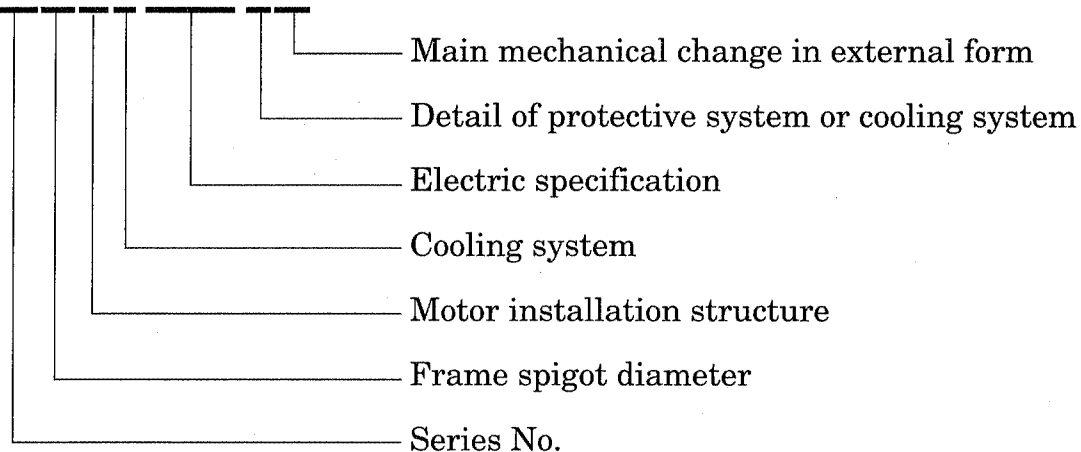 Main mechanical change in external form
Detail of protective system or cooling system
Electric specification
Cooling system
Motor installation structure
Frame spigot diameter
Series No.